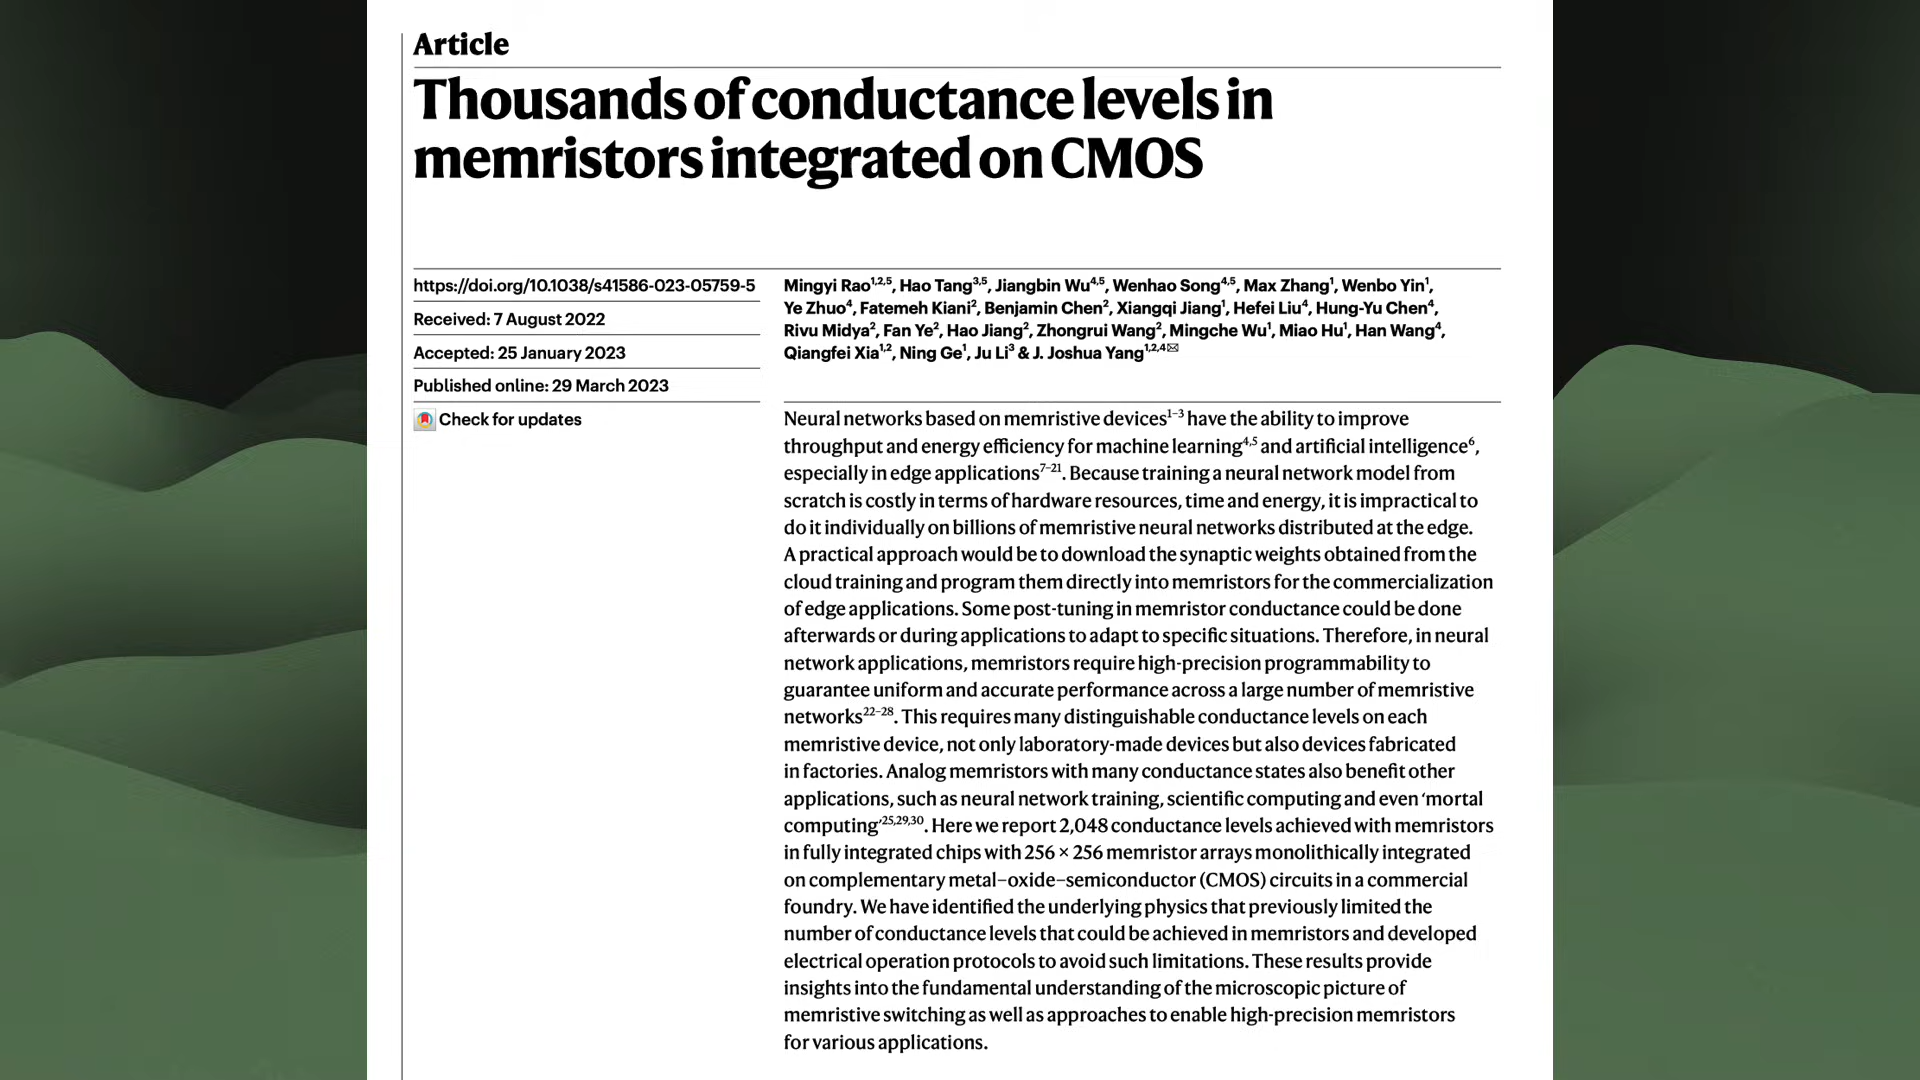 Article
Thousands of conductance levels in
memristors integrated on CMOS
https://doi.org/10.1038/s41586-023-05759-5
Received: 7 August 2022
Accepted: 25 January 2023
Published online: 29 March 2023
Check for updates
Mingyi Rao1,2,5, Hao Tang3,5, Jiangbin Wu4,5, Wenhao Song4,5, Max Zhang1, Wenbo Yin1,
Ye Zhuo4, Fatemeh Kiani2, Benjamin Chen2, Xiangqi Jiang1, Hefei Liu4, Hung-Yu Chen4,
Rivu Midya2, Fan Ye2, Hao Jiang2, Zhongrui Wang2, Mingche Wu1, Miao Hu1, Han Wang4,
Qiangfei Xia1,2, Ning Ge1, Ju Li3 & J. Joshua Yang1,2,4✉
Neural networks based on memristive devices1–3 have the ability to improve
throughput and energy efficiency for machine learning4,5 and artificial intelligence6,
especially in edge applications7–21. Because training a neural network model from
scratch is costly in terms of hardware resources, time and energy, it is impractical to
do it individually on billions of memristive neural networks distributed at the edge.
A practical approach would be to download the synaptic weights obtained from the
cloud training and program them directly into memristors for the commercialization
of edge applications. Some post-tuning in memristor conductance could be done
afterwards or during applications to adapt to specific situations. Therefore, in neural
network applications, memristors require high-precision programmability to
guarantee uniform and accurate performance across a large number of memristive
networks22–28. This requires many distinguishable conductance levels on each
memristive device, not only laboratory-made devices but also devices fabricated
in factories. Analog memristors with many conductance states also benefit other
applications, such as neural network training, scientific computing and even ‘mortal
computing’25,29,30. Here we report 2,048 conductance levels achieved with memristors
in fully integrated chips with 256 × 256 memristor arrays monolithically integrated
on complementary metal–oxide–semiconductor (CMOS) circuits in a commercial
foundry. We have identified the underlying physics that previously limited the
number of conductance levels that could be achieved in memristors and developed
electrical operation protocols to avoid such limitations. These results provide
insights into the fundamental understanding of the microscopic picture of
memristive switching as well as approaches to enable high-precision memristors
for various applications.